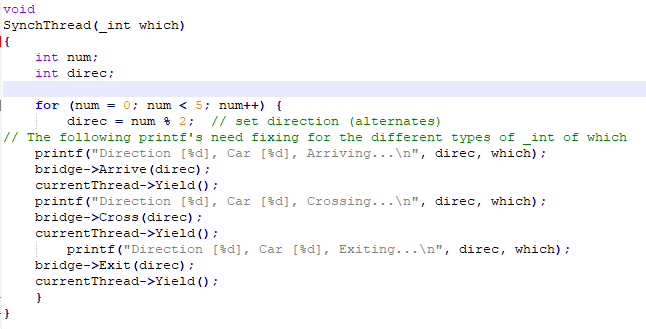 void
SynchThread(_int which)
{
    int num;
    int direc;

    for (num = 0; num < 5; num++) {
        direc = num % 2;  // set direction (alternates)
// The following printf's need fixing for the different types of _int of which
    printf("Direction [%d], Car [%d], Arriving...\n", direc, which);
    bridge->Arrive(direc);
    currentThread->Yield();
    printf("Direction [%d], Car [%d], Crossing...\n", direc, which);
    bridge->Cross(direc);
    currentThread->Yield();
        printf("Direction [%d], Car [%d], Exiting...\n", direc, which);
    bridge->Exit(direc);
    currentThread->Yield();
    }
}